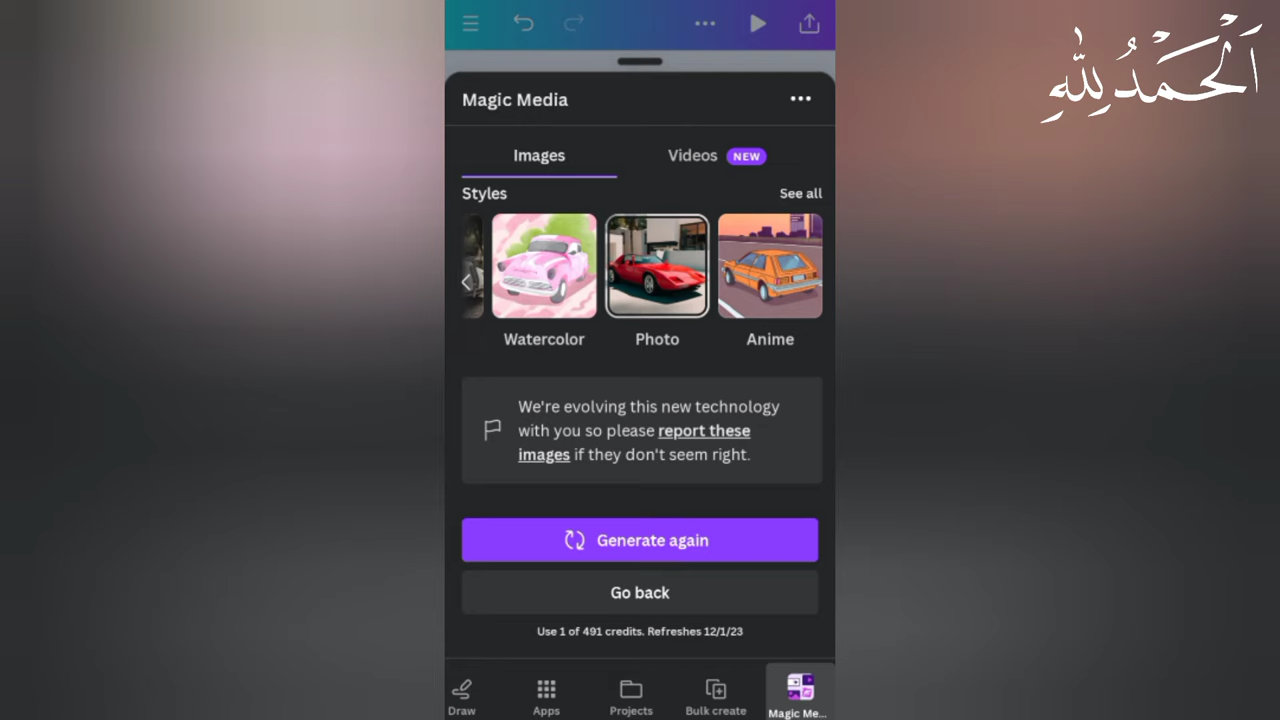 اَلْحَمْدُ لِلّٰهِ
Magic Media
Images
Videos NEW
Styles
See all
Watercolor
Photo
Anime
We're evolving this new technology
with you so please report these
images if they don't seem right.
Generate again
Go back
Use 1 of 491 credits. Refreshes 12/1/23
Draw
Apps
Projects
Bulk create
Magic Me...